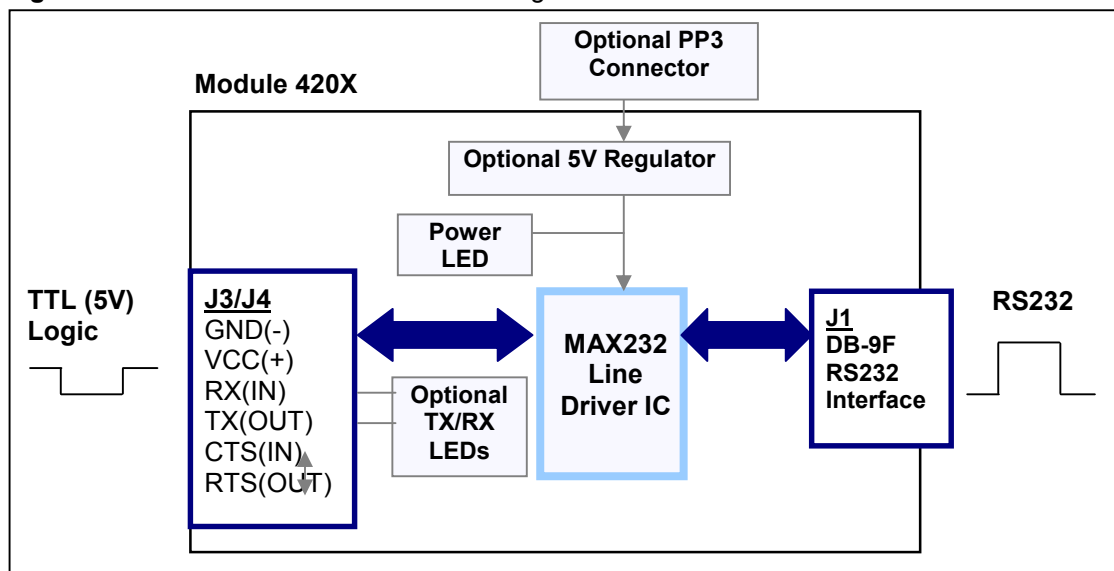 Optional PP3
Connector
Module 420X
Optional 5V Regulator
Power
LED
TTL (5V)
Logic
J3/J4
GND(-)
VCC(+)
RX(IN)
TX(OUT)
CTS(IN)
RTS(OUT)
Optional
TX/RX
LEDs
MAX232
Line
Driver IC
J1
DB-9F
RS232
Interface
RS232